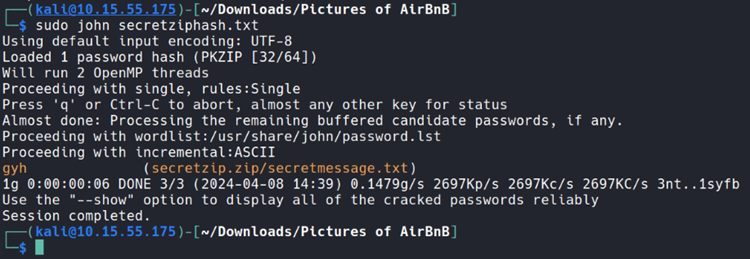 ┌──(kali@10.15.55.175)-[~/Downloads/Pictures of AirBnB]
└─$ sudo john secretziphash.txt
Using default input encoding: UTF-8
Loaded 1 password hash (PKZIP [32/64])
Will run 2 OpenMP threads
Proceeding with single, rules:Single
Press 'q' or Ctrl-C to abort, almost any other key for status
Almost done: Processing the remaining buffered candidate passwords, if any.
Proceeding with wordlist:/usr/share/john/password.lst
Proceeding with incremental:ASCII
gyh              (secretzip.zip/secretmessage.txt)
1g 0:00:00:06 DONE 3/3 (2024-04-08 14:39) 0.1479g/s 2697Kp/s 2697Kc/s 2697KC/s 3nt..1syfb
Use the "--show" option to display all of the cracked passwords reliably
Session completed.
┌──(kali@10.15.55.175)-[~/Downloads/Pictures of AirBnB]
└─$